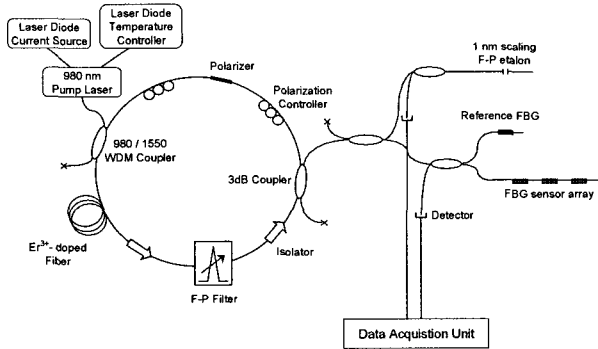 Laser Diode
Current Source
Laser Diode
Temperature
Controller
980 nm
Pump Laser
Polarizer
Polarization
Controller
1 nm scaling
F-P etalon
Reference FBG
980 / 1550
WDM Coupler
3dB Coupler
FBG sensor array
Detector
Er³⁺- doped
Fiber
Isolator
F-P Filter
Data Acquistion Unit